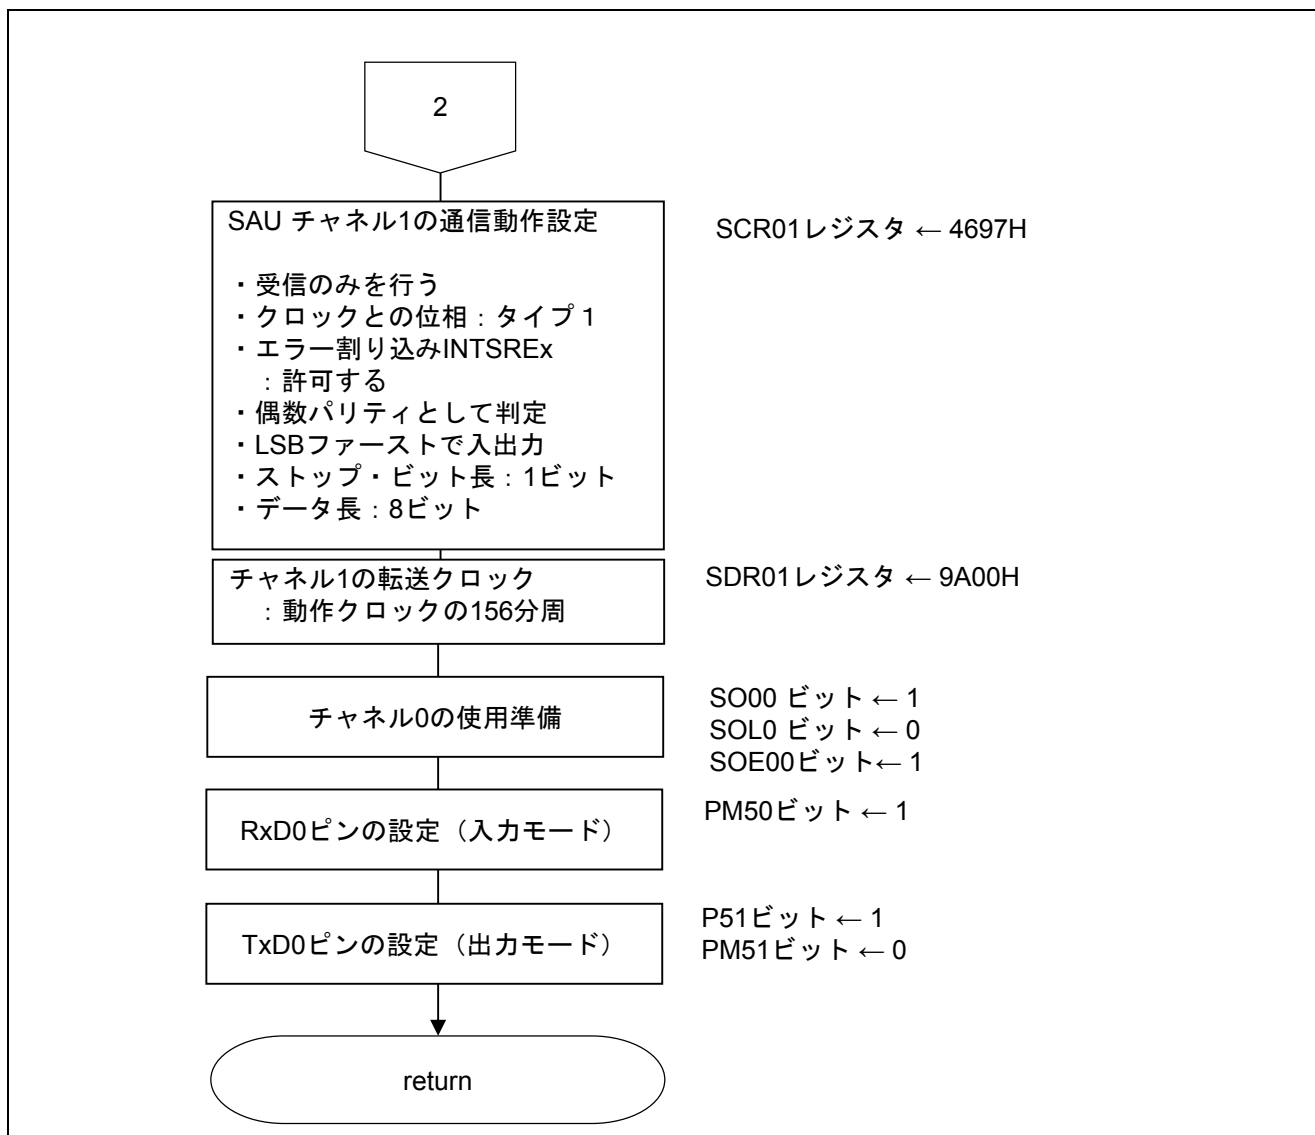 2
SAU チャネル1の通信動作設定
・受信のみを行う
・クロックとの位相：タイプ 1
・エラー割り込みINTSREx
：許可する
・偶数パリティとして判定
・LSBファーストで入出力
・ストップ・ビット長：1ビット
・データ長：8ビット
SCR01レジスタ ← 4697H
チャネル1の転送クロック
：動作クロックの156分周
SDR01レジスタ ← 9A00H
チャネル0の使用準備
SO00 ビット ← 1
SOL0 ビット ← 0
SOE00ビット← 1
RxD0ピンの設定（入力モード）
PM50ビット ← 1
TxD0ピンの設定（出力モード）
P51ビット ← 1
PM51ビット ← 0
return